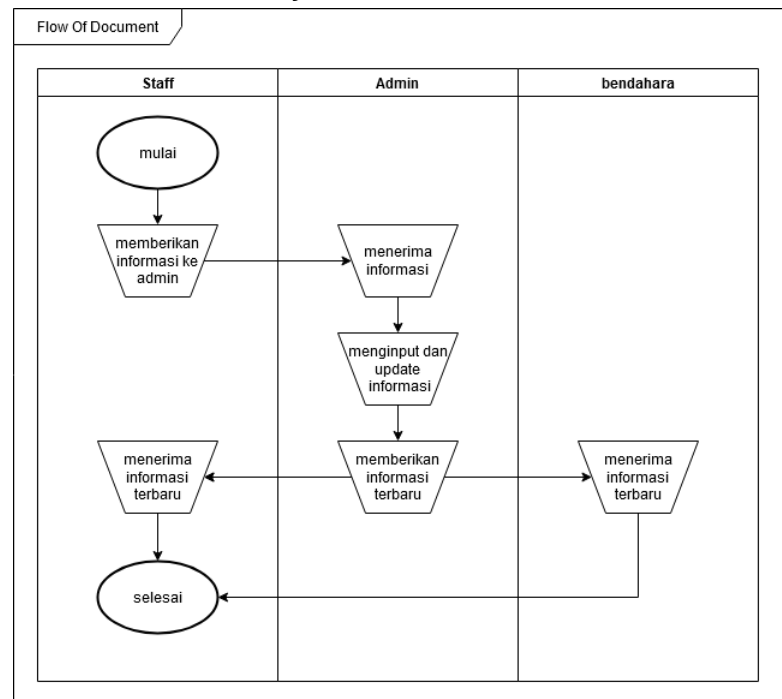 Flow Of Document
Staff
Admin
bendahara
mulai
memberikan
informasi ke
admin
menerima
informasi
menginput dan
update
informasi
menerima
informasi
terbaru
memberikan
informasi
terbaru
menerima
informasi
terbaru
selesai